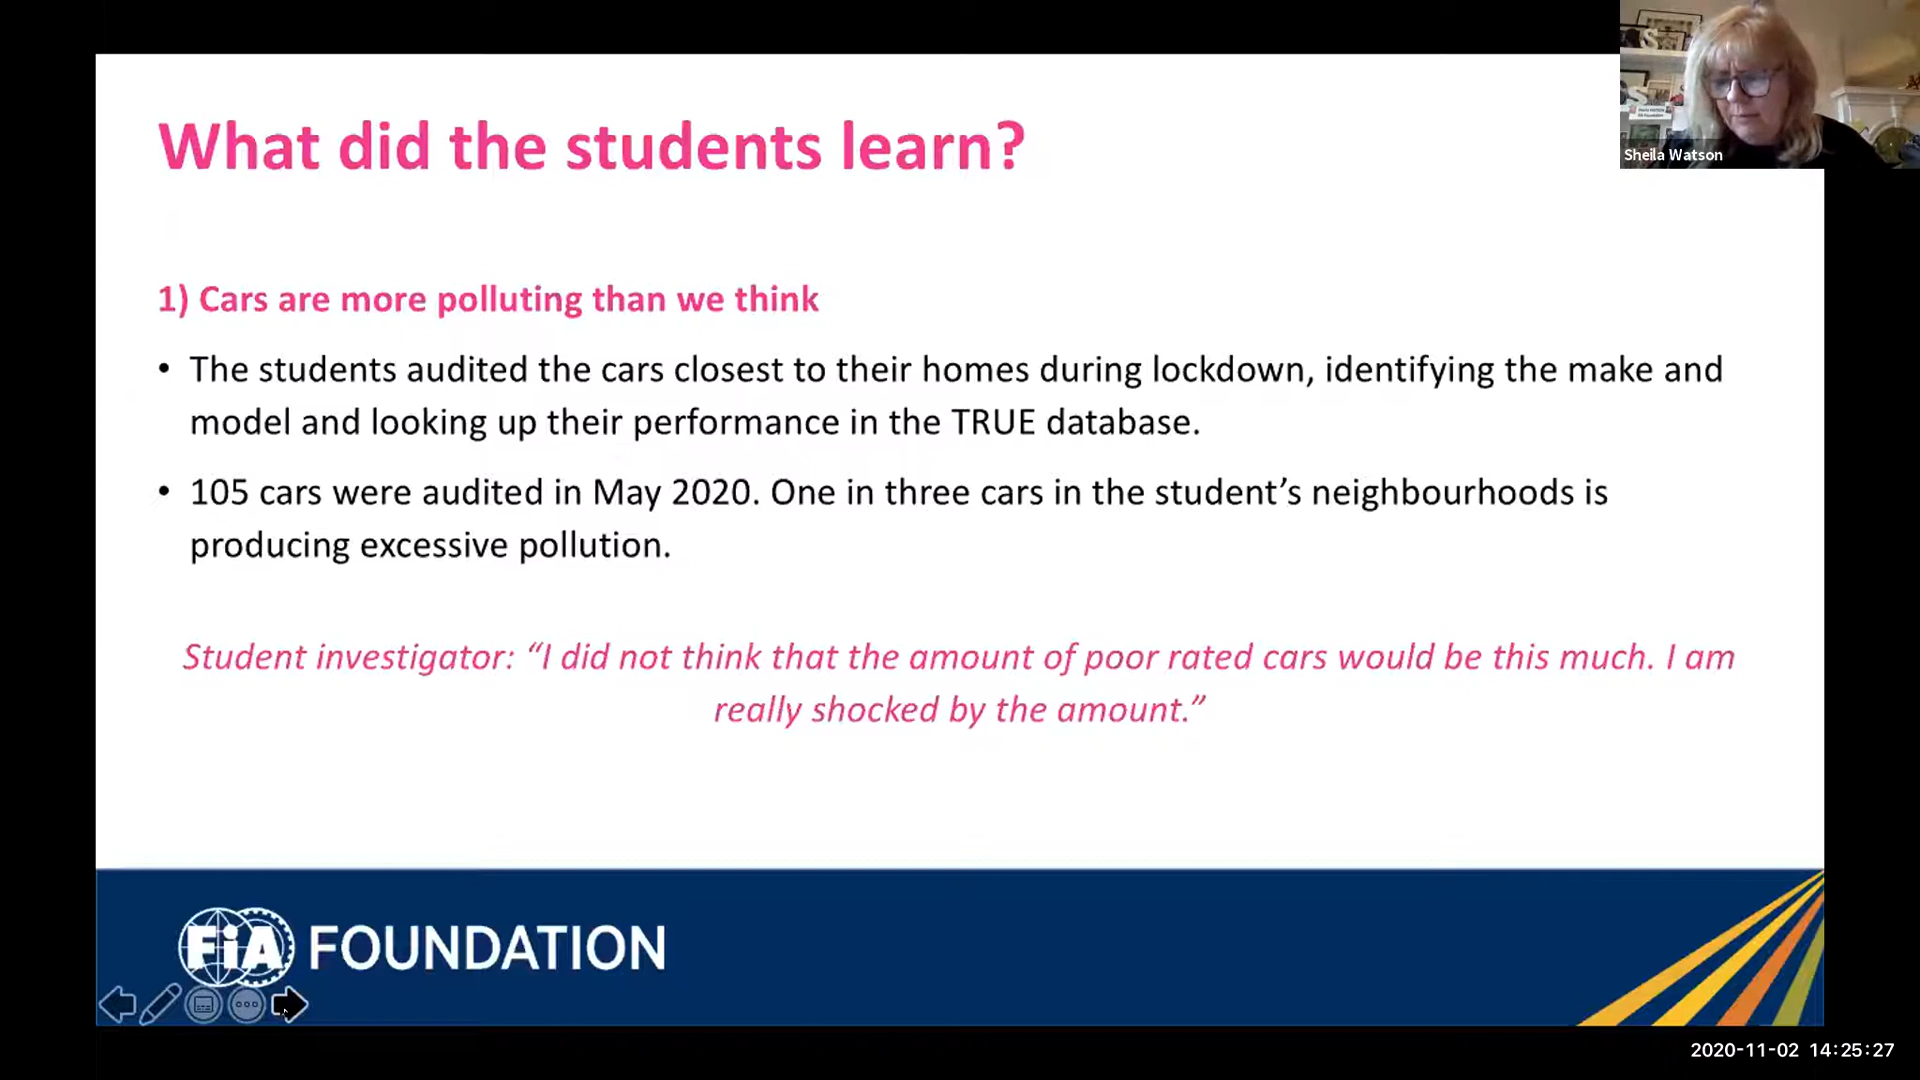 What did the students learn?
Sheila Watson
1) Cars are more polluting than we think
• The students audited the cars closest to their homes during lockdown, identifying the make and
model and looking up their performance in the TRUE database.
• 105 cars were audited in May 2020. One in three cars in the student’s neighbourhoods is
producing excessive pollution.
Student investigator: “I did not think that the amount of poor rated cars would be this much. I am
really shocked by the amount.”
FiA FOUNDATION
2020-11-02 14:25:27